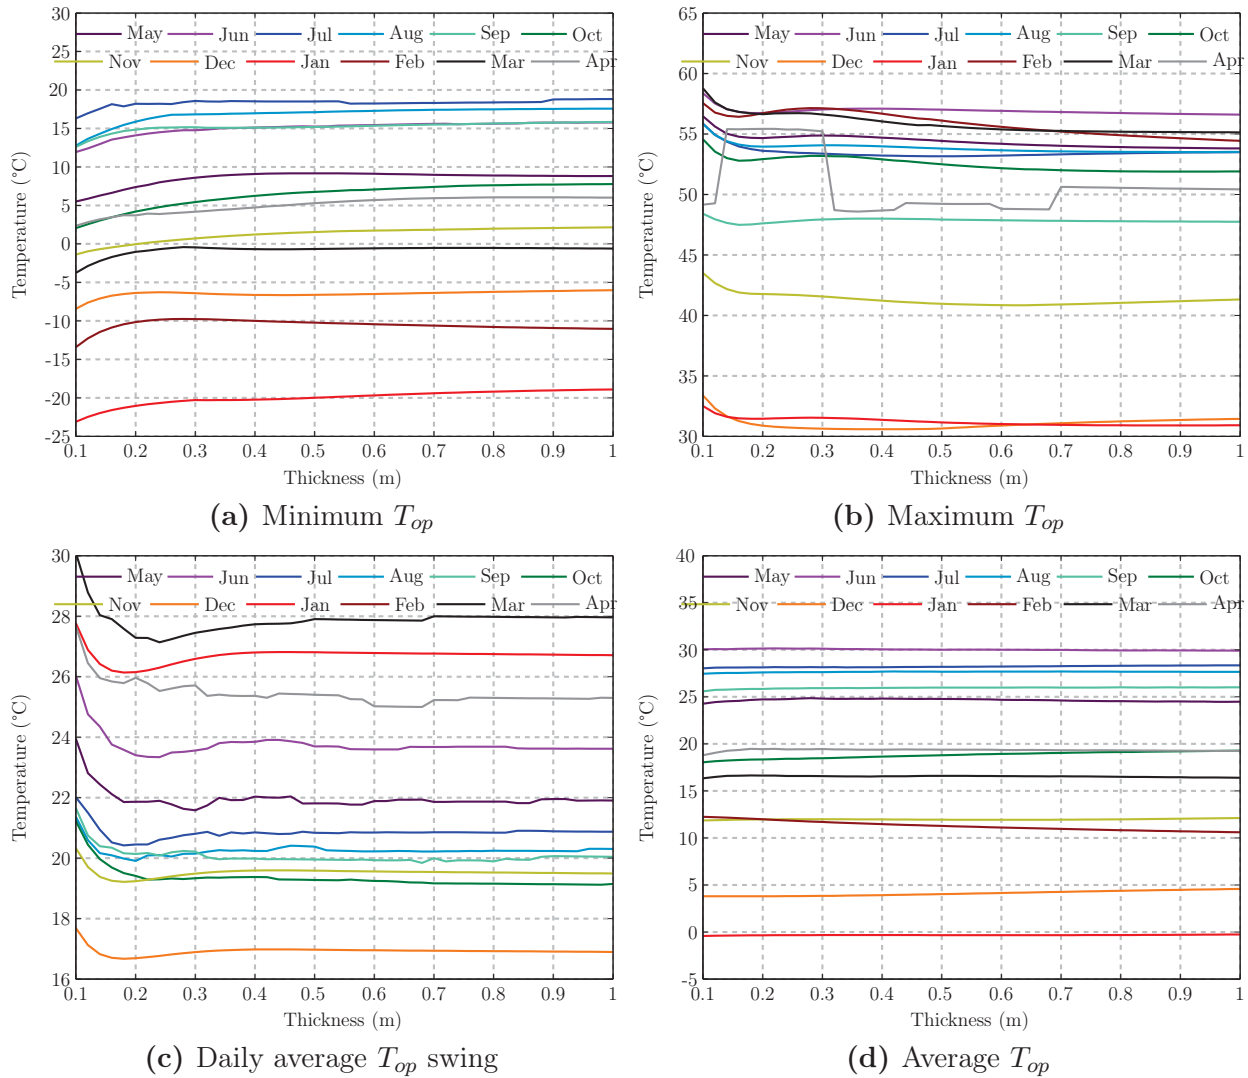 30
25
20
15
10
5
0
-5
-10
-15
-20
-25
May Jun Jul Aug Sep Oct
Nov Dec Jan Feb Mar Apr
Temperature (°C)
0.1 0.2 0.3 0.4 0.5 0.6 0.7 0.8 0.9 1
Thickness (m)
(a) Minimum Top
65
60
55
50
45
40
35
30
May Jun Jul Aug Sep Oct
Nov Dec Jan Feb Mar Apr
Temperature (°C)
0.1 0.2 0.3 0.4 0.5 0.6 0.7 0.8 0.9 1
Thickness (m)
(b) Maximum Top
30
28
26
24
22
20
18
16
May Jun Jul Aug Sep Oct
Nov Dec Jan Feb Mar Apr
Temperature (°C)
0.1 0.2 0.3 0.4 0.5 0.6 0.7 0.8 0.9 1
Thickness (m)
(c) Daily average Top swing
40
35
30
25
20
15
10
5
0
-5
May Jun Jul Aug Sep Oct
Nov Dec Jan Feb Mar Apr
Temperature (°C)
0.1 0.2 0.3 0.4 0.5 0.6 0.7 0.8 0.9 1
Thickness (m)
(d) Average Top